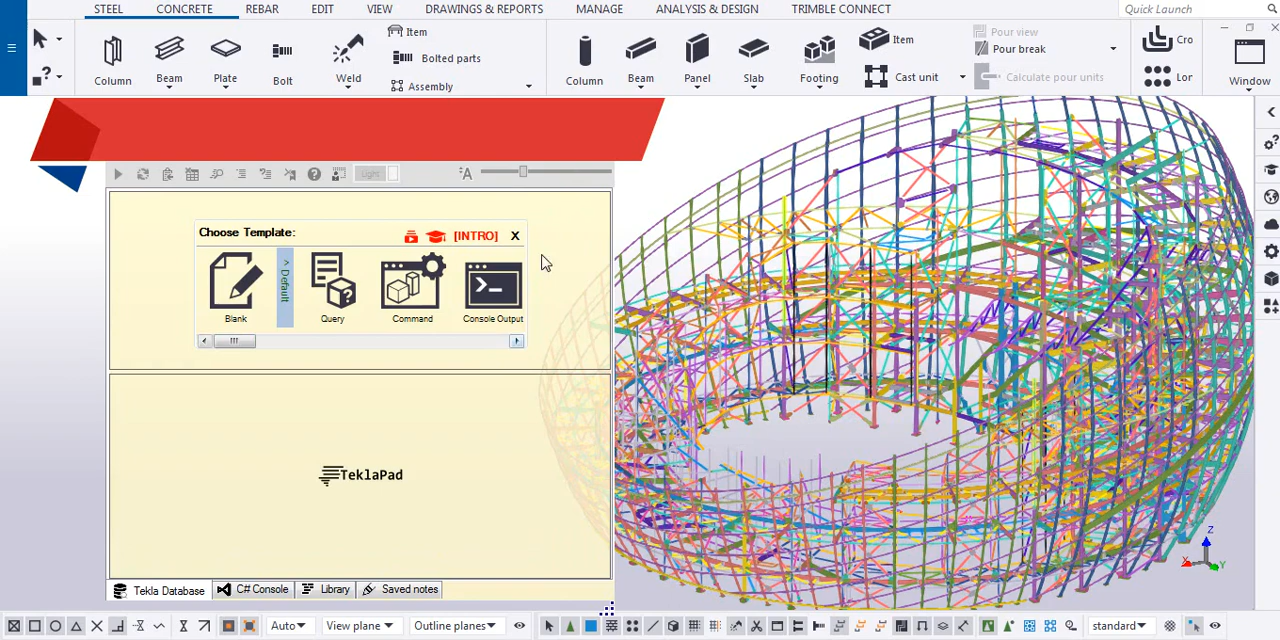 STEEL CONCRETE REBAR EDIT VIEW DRAWINGS & REPORTS MANAGE ANALYSIS & DESIGN TRIMBLE CONNECT Quick Launch
Item
Bolted parts
Assembly
Column Beam Plate Bolt Weld
Column Beam Panel Slab Footing
Item
Cast unit
Pour view
Pour break
Calculate pour units
Cro
Lor
Window
Light
A
Choose Template: [INTRO] X
> Default
Blank Query Command Console Output
TeklaPad
Tekla Database C# Console Library Saved notes
Z
X
Y
Auto View plane Outline planes standard